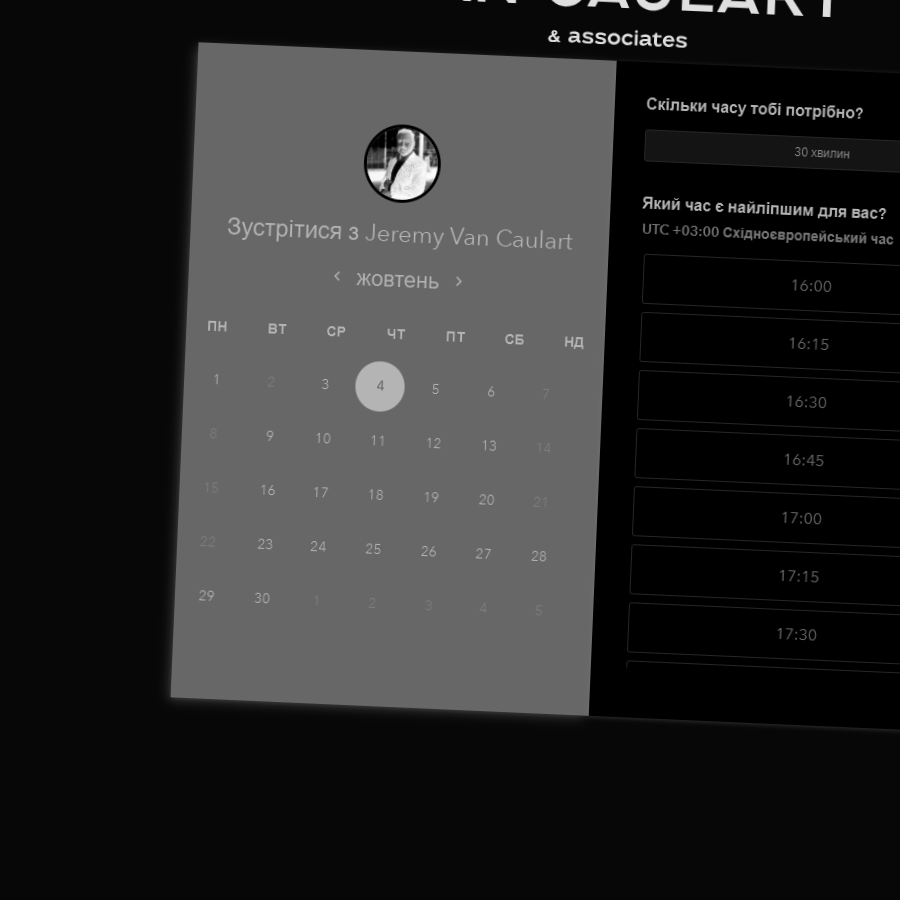 CAULART
& associates
Зустрітися з Jeremy Van Caulart
‹ жовтень ›
ПН ВТ СР ЧТ ПТ СБ НД
1 2 3 4 5 6 7
8 9 10 11 12 13 14
15 16 17 18 19 20 21
22 23 24 25 26 27 28
29 30 1 2 3 4 5
Скільки часу тобі потрібно?
30 хвилин
Який час є найліпшим для вас?
UTC +03:00 Східноєвропейський час
16:00
16:15
16:30
16:45
17:00
17:15
17:30